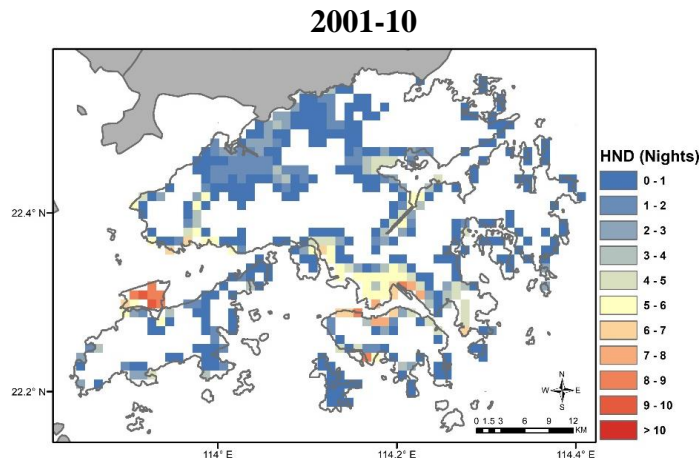 2001-10
HND (Nights)
0 - 1
1 - 2
2 - 3
3 - 4
4 - 5
5 - 6
6 - 7
7 - 8
8 - 9
9 - 10
> 10
22.4° N
22.2° N
N
W E
S
0 1.5 3 6 9 12
KM
114° E 114.2° E 114.4° E